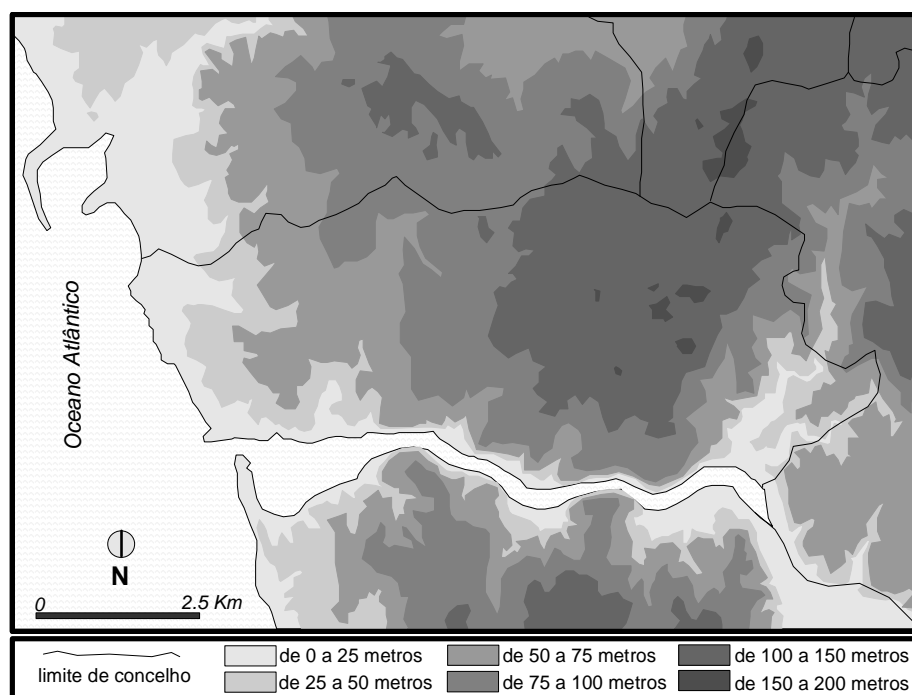 Oceano Atlântico
N
0 2.5 Km
limite de concelho
de 0 a 25 metros
de 25 a 50 metros
de 50 a 75 metros
de 75 a 100 metros
de 100 a 150 metros
de 150 a 200 metros